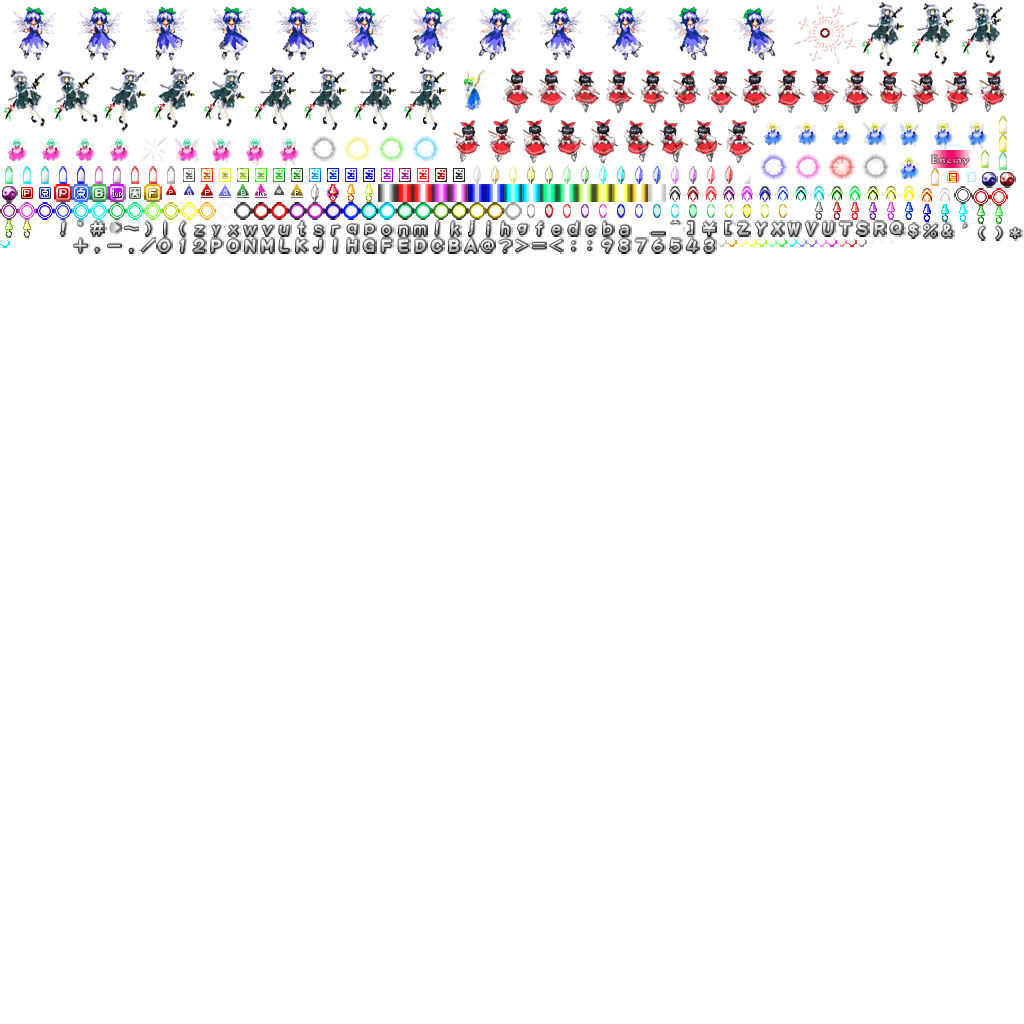 Enemy
! ' # ~ ) | ( z y x w v u t s r q p o n m l k j i h g f e d c b a _ ^ ] ¥ [ Z Y X W V U T S R Q $ % & ' ( ) *
+ , - . / 0 1 2 P O N M L K J I H G F E D C B A @ ? > = < ; : 9 8 7 6 5 4 3